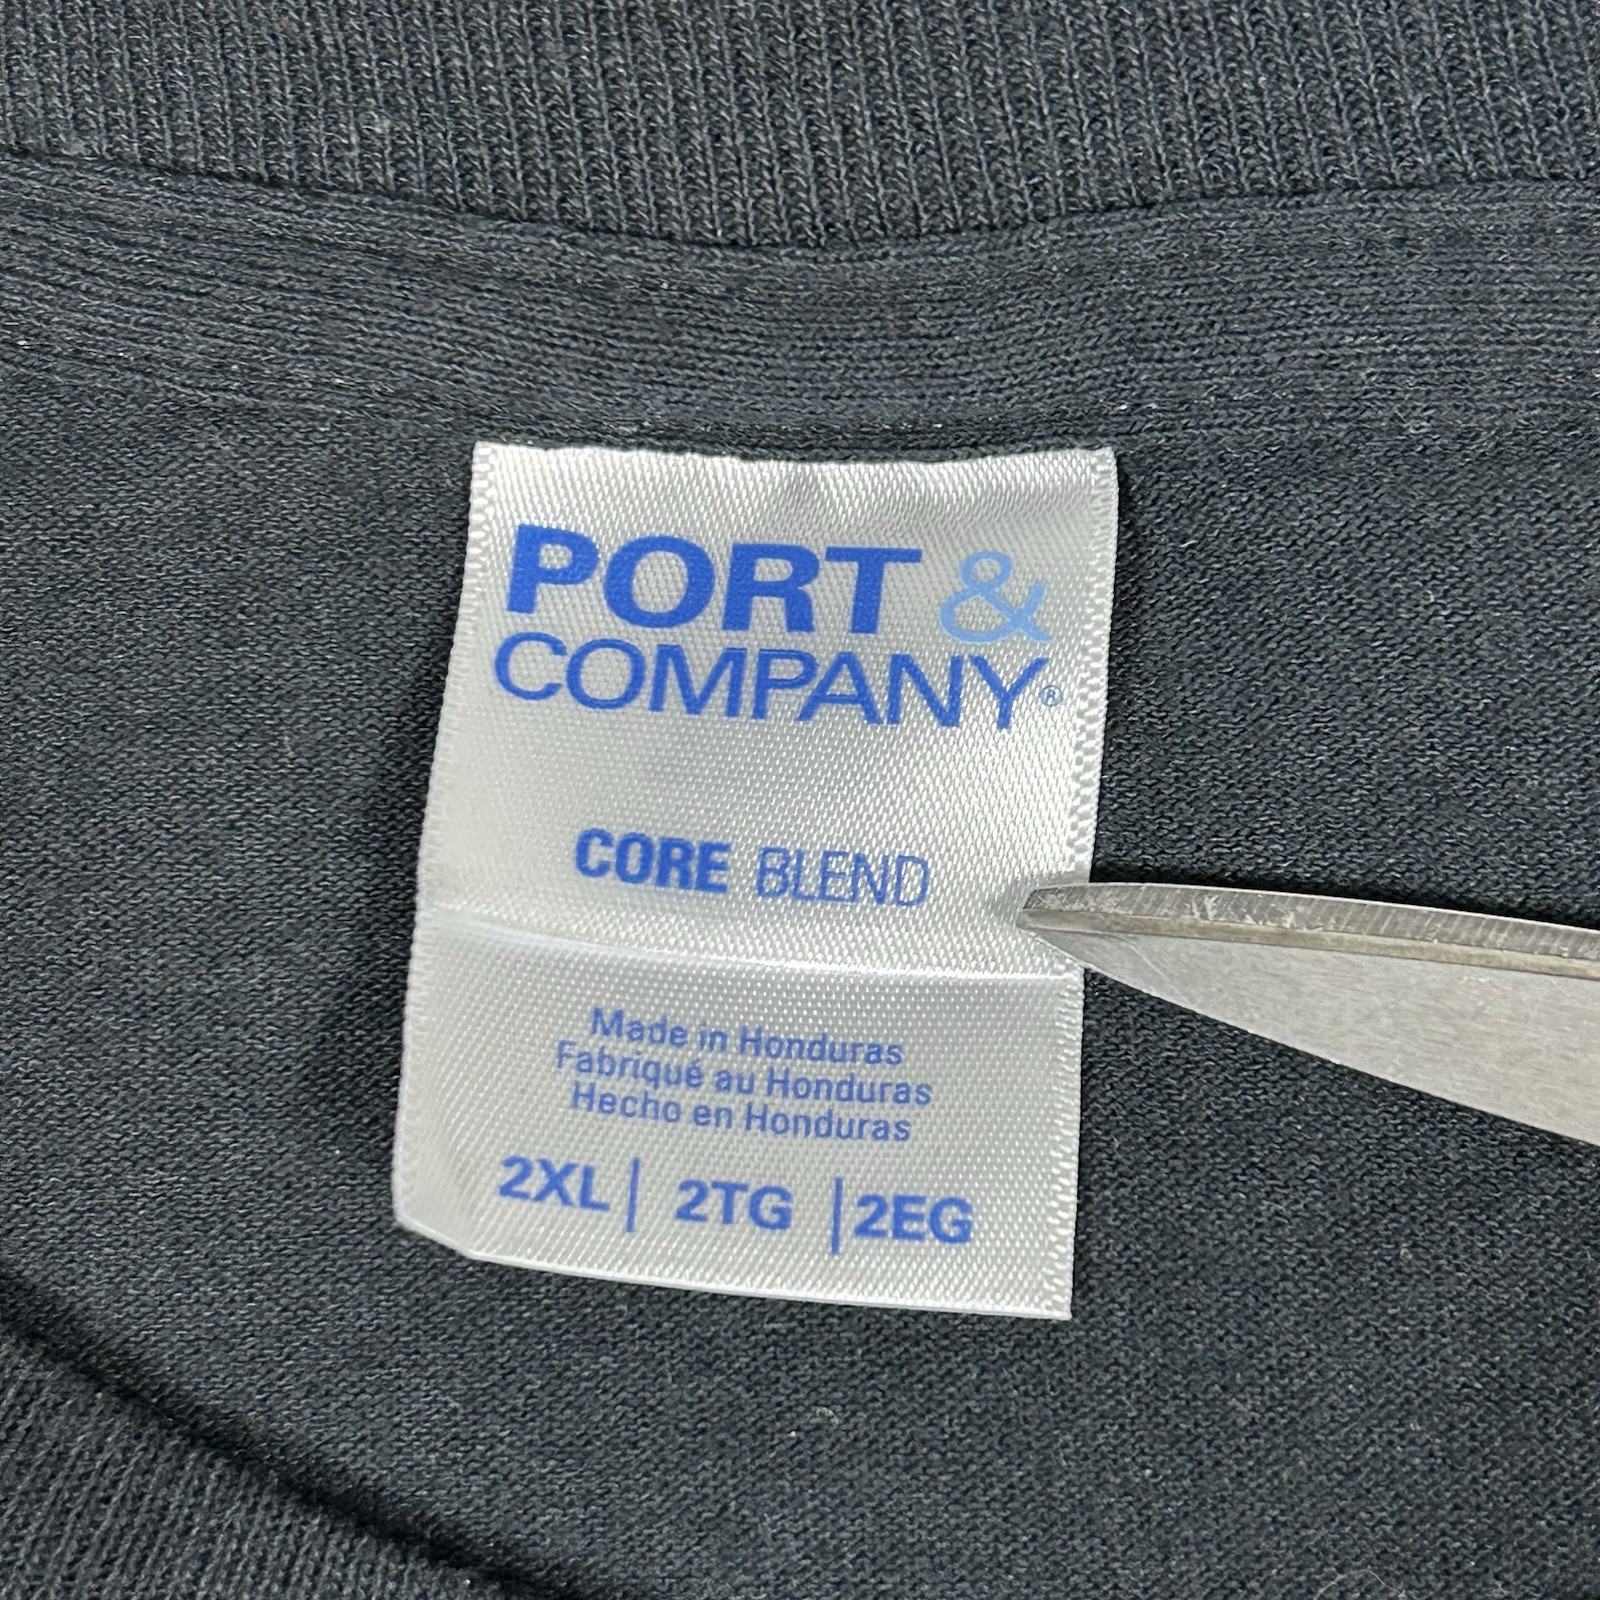 PORT &
COMPANY®
CORE BLEND
Made in Honduras
Fabriqué au Honduras
Hecho en Honduras
2XL | 2TG | 2EG